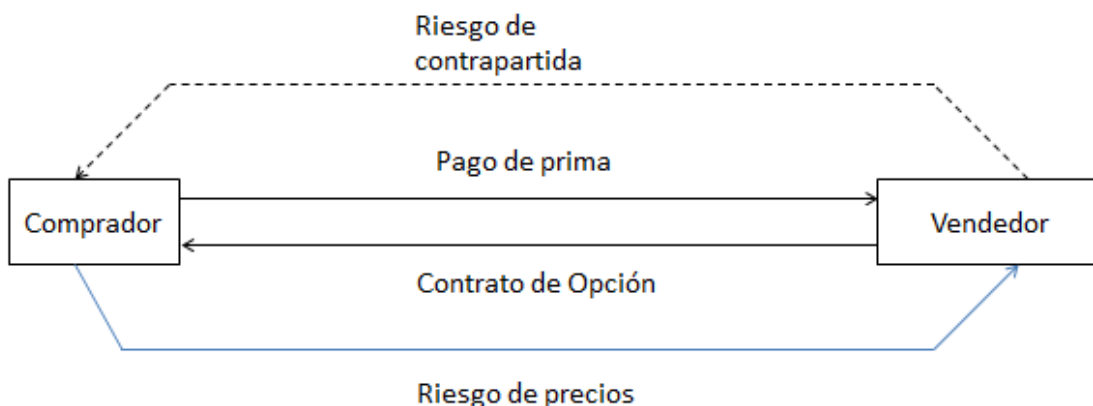 Riesgo de
contrapartida
Pago de prima
Comprador
Vendedor
Contrato de Opción
Riesgo de precios